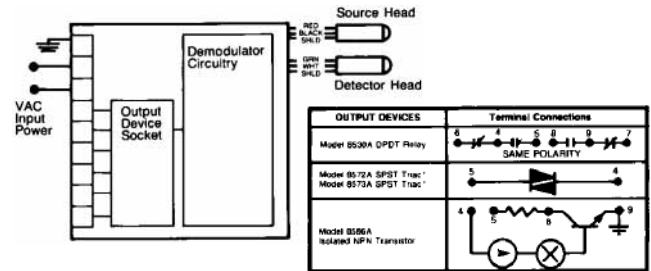 Source Head
RED
BLACK
SHLD
Demodulator
Circuitry
GRN
WHT
SHLD
Detector Head
VAC
Input
Power
Output
Device
Socket
OUTPUT DEVICES
Terminal Connections
Model 8530A DPDT Relay
6 4 5 8 9 7
SAME POLARITY
Model 8572A SPST Triac*
Model 8573A SPST Triac*
5 4
Model 8586A
Isolated NPN Transistor
4 5 8 9